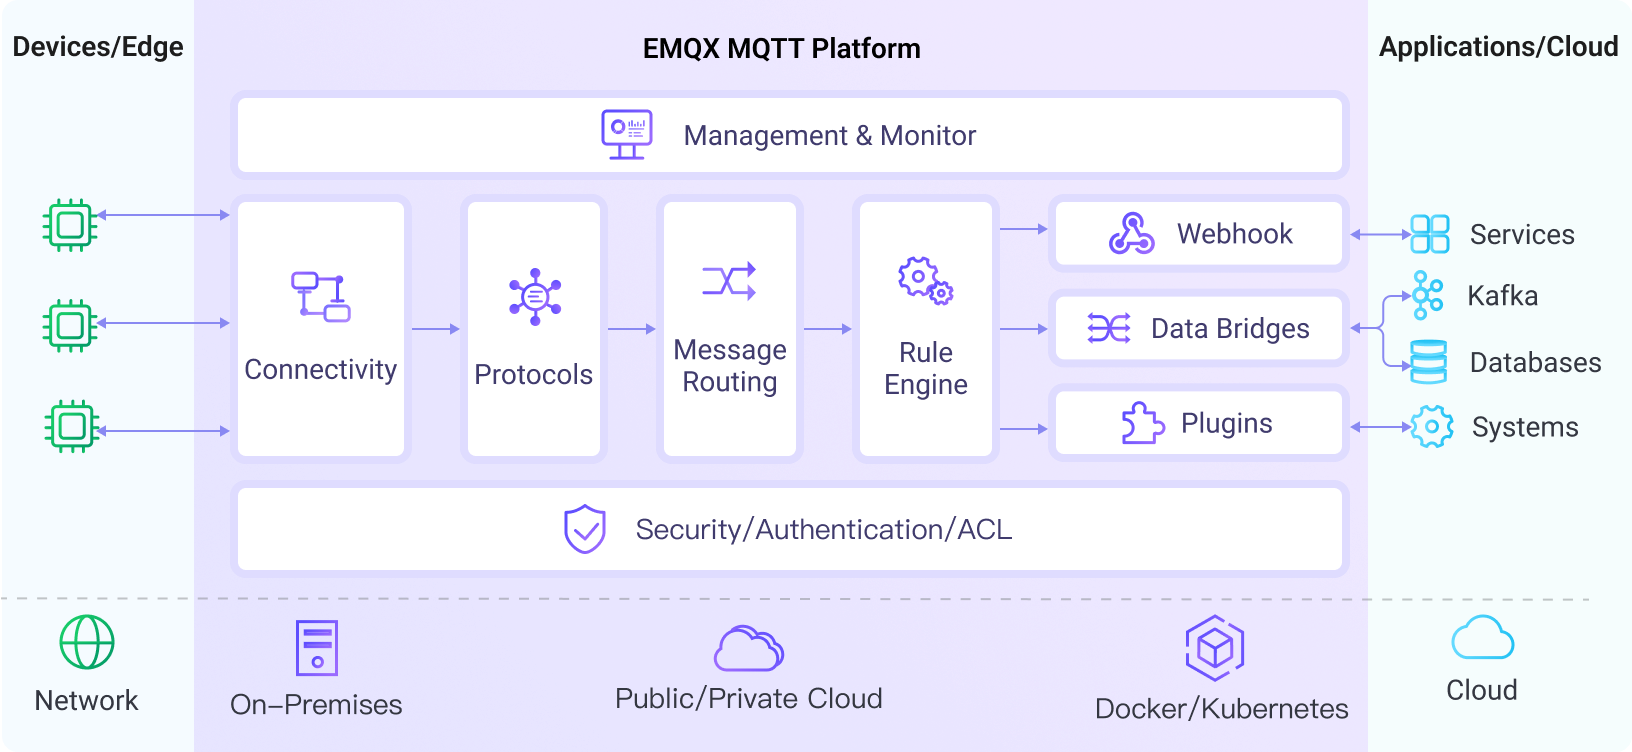 Devices/Edge
EMQX MQTT Platform
Applications/Cloud
Management & Monitor
Connectivity
Protocols
Message
Routing
Rule
Engine
Webhook
Data Bridges
Plugins
Services
Kafka
Databases
Systems
Security/Authentication/ACL
Network
On-Premises
Public/Private Cloud
Docker/Kubernetes
Cloud